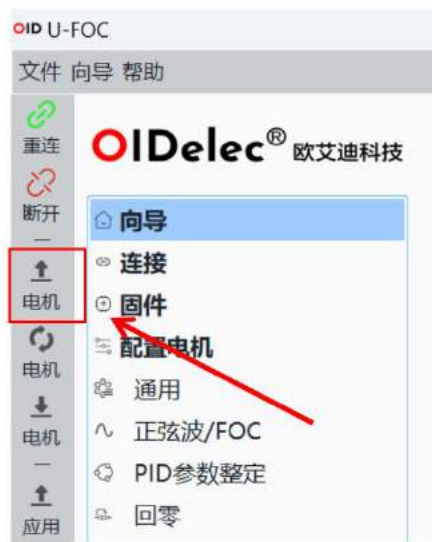 OID U-FOC
文件 向导 帮助
重连
断开
电机
电机
电机
应用
OIDelec® 欧艾迪科技
向导
连接
固件
配置电机
通用
正弦波/FOC
PID参数整定
回零